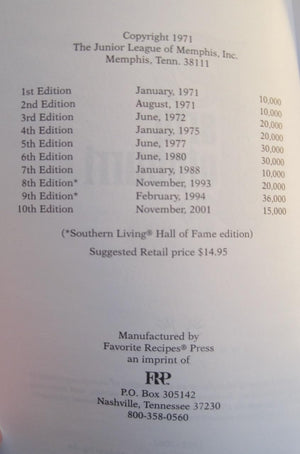 Copyright 1971
The Junior League of Memphis, Inc.
Memphis, Tenn. 38111
1st Edition January, 1971 10,000
2nd Edition August, 1971 10,000
3rd Edition June, 1972 20,000
4th Edition January, 1975 20,000
5th Edition June, 1977 30,000
6th Edition June, 1980 30,000
7th Edition January, 1988 10,000
8th Edition* November, 1993 20,000
9th Edition* February, 1994 36,000
10th Edition November, 2001 15,000
(*Southern Living® Hall of Fame edition)
Suggested Retail price $14.95
Manufactured by
Favorite Recipes® Press
an imprint of
FRP
P.O. Box 305142
Nashville, Tennessee 37230
800-358-0560